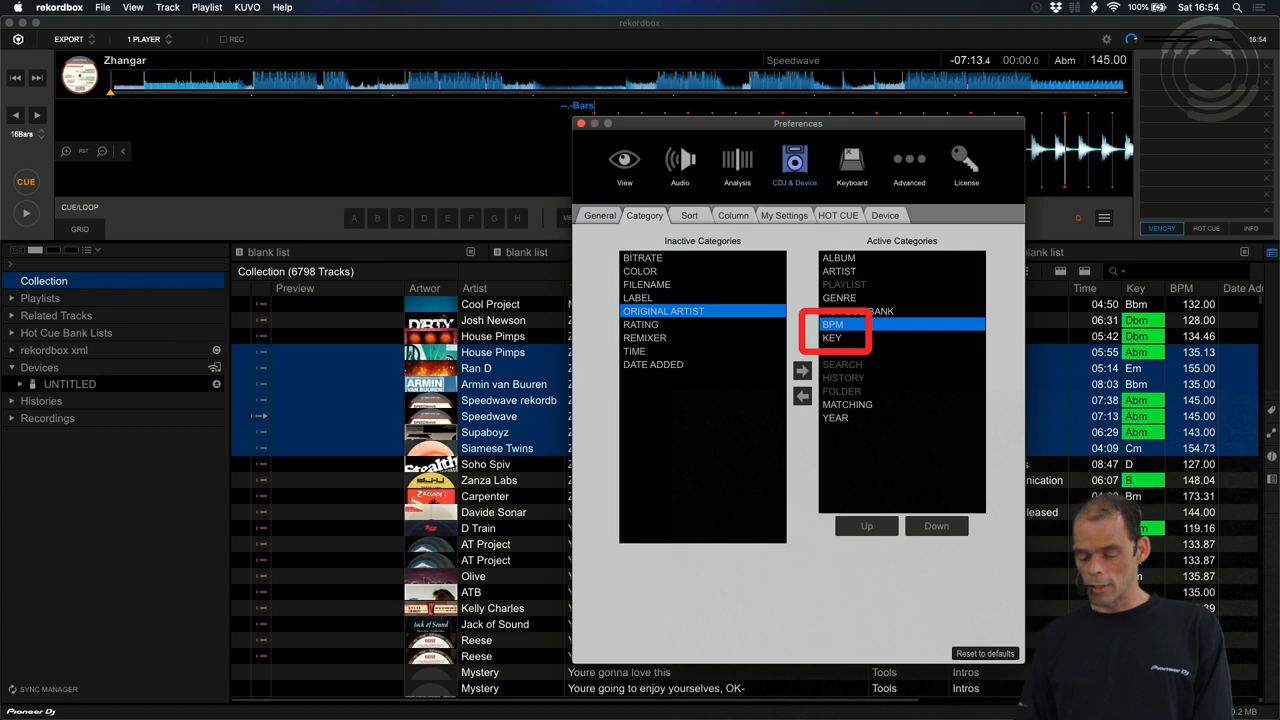 rekordbox File View Track Playlist KUVO Help 100% Sat 16:54
rekordbox
EXPORT 1 PLAYER REC 16:54
Zhangar Speedwave -07:13.4 00:00.0 Abm 145.00
--.-Bars
16Bars
RST
CUE
CUE/LOOP
GRID
A B C D E F G H
MEMORY HOT CUE INFO
Preferences
View Audio Analysis CDJ & Device Keyboard Advanced License
General Category Sort Column My Settings HOT CUE Device
Inactive Categories
BITRATE
COLOR
FILENAME
LABEL
ORIGINAL ARTIST
RATING
REMIXER
TIME
DATE ADDED
Active Categories
ALBUM
ARTIST
PLAYLIST
GENRE
BANK
BPM
KEY
SEARCH
HISTORY
FOLDER
MATCHING
YEAR
Up Down
Reset to defaults
blank list blank list
Collection (6798 Tracks)
TAG
Collection
Playlists
Related Tracks
Hot Cue Bank Lists
rekordbox xml
Devices
UNTITLED
Histories
Recordings
Preview Artwor Artist Time Key BPM Date Ad
Cool Project 04:50 Bbm 132.00
Josh Newson 06:31 Dbm 128.00
House Pimps 05:42 Dbm 134.46
House Pimps 05:55 Abm 135.13
Ran D 05:14 Em 155.00
Armin van Buuren 08:03 Bbm 135.00
Speedwave rekordb 07:38 Abm 145.00
Speedwave 07:13 Abm 145.00
Supaboyz 06:29 Abm 143.00
Siamese Twins 04:09 Cm 154.73
Soho Spiv 08:47 D 127.00
Zanza Labs nication 06:07 B 148.04
Carpenter Bm 173.31
Davide Sonar eleased 144.00
D Train 119.16
AT Project 133.87
AT Project 133.87
Olive
ATB 135.87
Kelly Charles
Jack of Sound
Reese
Reese
Mystery Youre gonna love this Tools Intros
Mystery Youre going to enjoy yourselves, OK- Tools Intros
SYNC MANAGER
Pioneer Dj
Pioneer Dj
0.2 MB